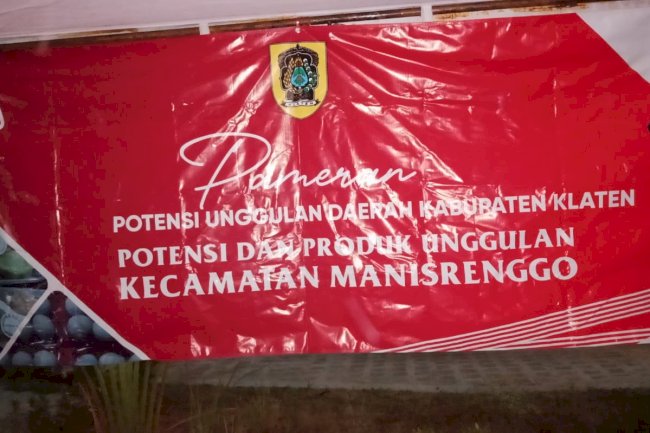 Pameran
POTENSI UNGGULAN DAERAH KABUPATEN KLATEN
POTENSI DAN PRODUK UNGGULAN
KECAMATAN MANISRENGGO